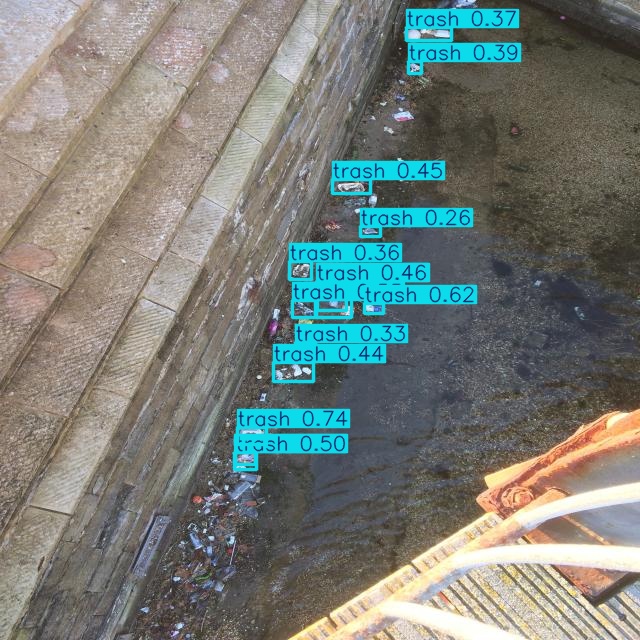 trash 0.37
trash 0.39
trash 0.45
trash 0.26
trash 0.36
trash 0.46
trash
trash 0.62
trash 0.33
trash 0.44
trash 0.74
trash 0.50